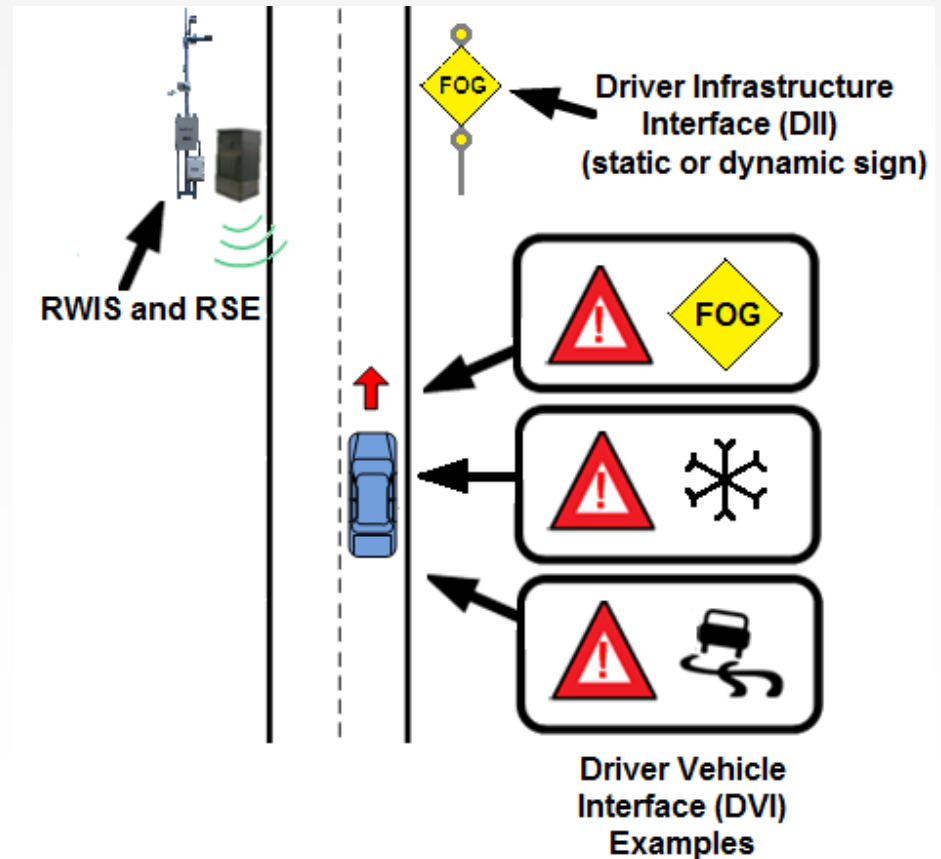 FOG
Driver Infrastructure
Interface (DII)
(static or dynamic sign)
RWIS and RSE
!
FOG
!
!
Driver Vehicle
Interface (DVI)
Examples